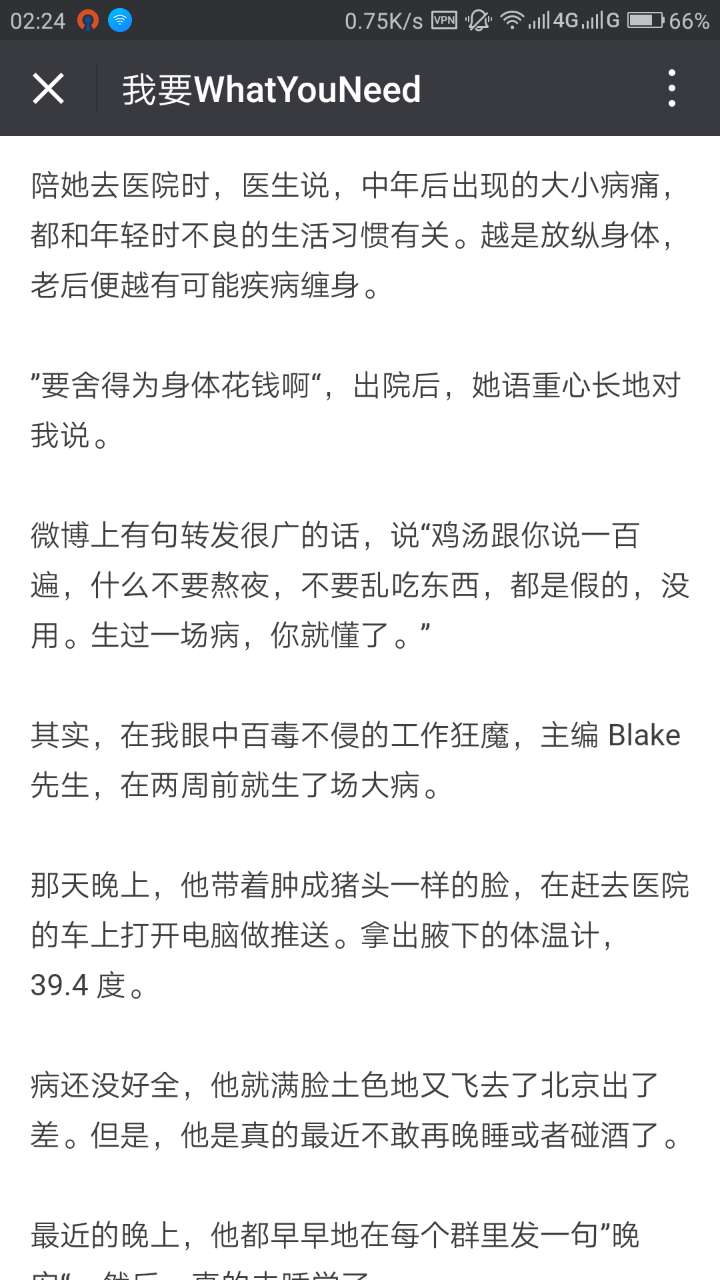 02:24 0.75K/s VPN 4G G 66%
我要WhatYouNeed
陪她去医院时，医生说，中年后出现的大小病痛，
都和年轻时不良的生活习惯有关。越是放纵身体，
老后便越有可能疾病缠身。
”要舍得为身体花钱啊“，出院后，她语重心长地对
我说。
微博上有句转发很广的话，说“鸡汤跟你说一百
遍，什么不要熬夜，不要乱吃东西，都是假的，没
用。生过一场病，你就懂了。”
其实，在我眼中百毒不侵的工作狂魔，主编 Blake
先生，在两周前就生了场大病。
那天晚上，他带着肿成猪头一样的脸，在赶去医院
的车上打开电脑做推送。拿出腋下的体温计，
39.4 度。
病还没好全，他就满脸土色地又飞去了北京出了
差。但是，他是真的最近不敢再晚睡或者碰酒了。
最近的晚上，他都早早地在每个群里发一句”晚
安“，然后，真的去睡觉了